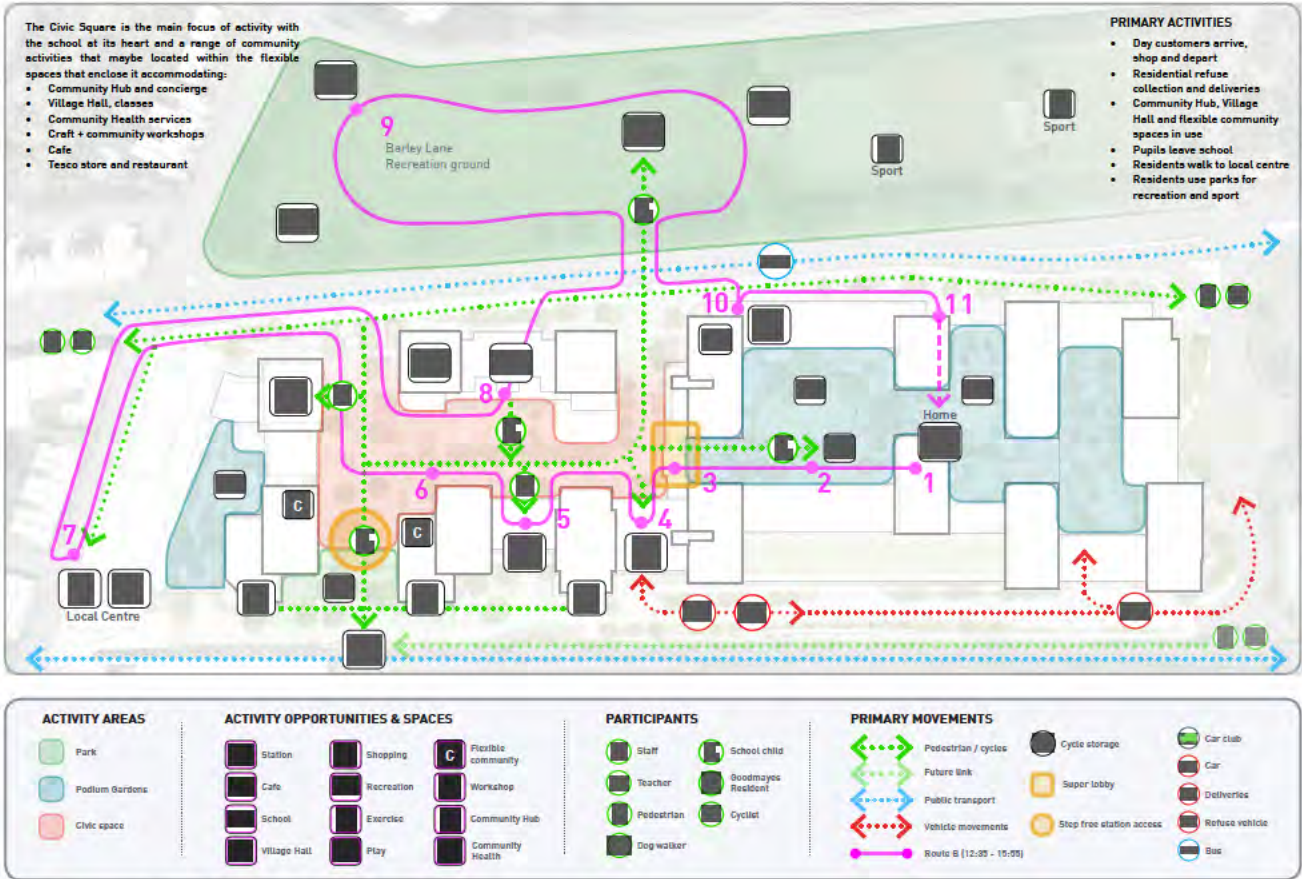 The Civic Square is the main focus of activity with
the school at its heart and a range of community
activities that maybe located within the flexible
spaces that enclose it accommodating:
• Community Hub and concierge
• Village Hall, classes
• Community Health services
• Craft + community workshops
• Cafe
• Tesco store and restaurant
PRIMARY ACTIVITIES
• Day customers arrive,
shop and depart
• Residential refuse
collection and deliveries
• Community Hub, Village
Hall and flexible community
spaces in use
• Pupils leave school
• Residents walk to local centre
• Residents use parks for
recreation and sport
9
Barley Lane
Recreation ground
Sport
Sport
10
11
8
Home
6
5
4
3
2
1
7
C
C
Local Centre
ACTIVITY AREAS
Park
Podium Gardens
Civic space
ACTIVITY OPPORTUNITIES & SPACES
Station
Cafe
School
Village Hall
Shopping
Recreation
Exercise
Play
C
Flexible
community
Workshop
Community Hub
Community
Health
PARTICIPANTS
Staff
Teacher
Pedestrian
Dog walker
School child
Goodmayes
Resident
Cyclist
PRIMARY MOVEMENTS
Pedestrian / cycles
Future link
Public transport
Vehicle movements
Route B (12:35 - 15:55)
Cycle storage
Super lobby
Step free station access
Car club
Car
Deliveries
Refuse vehicle
Bus